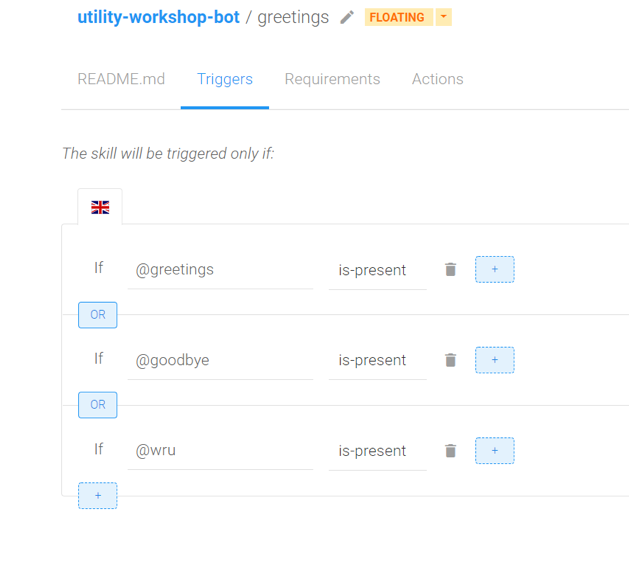 utility-workshop-bot / greetings FLOATING
README.md Triggers Requirements Actions
The skill will be triggered only if:
If @greetings is-present +
OR
If @goodbye is-present +
OR
If @wru is-present +
+